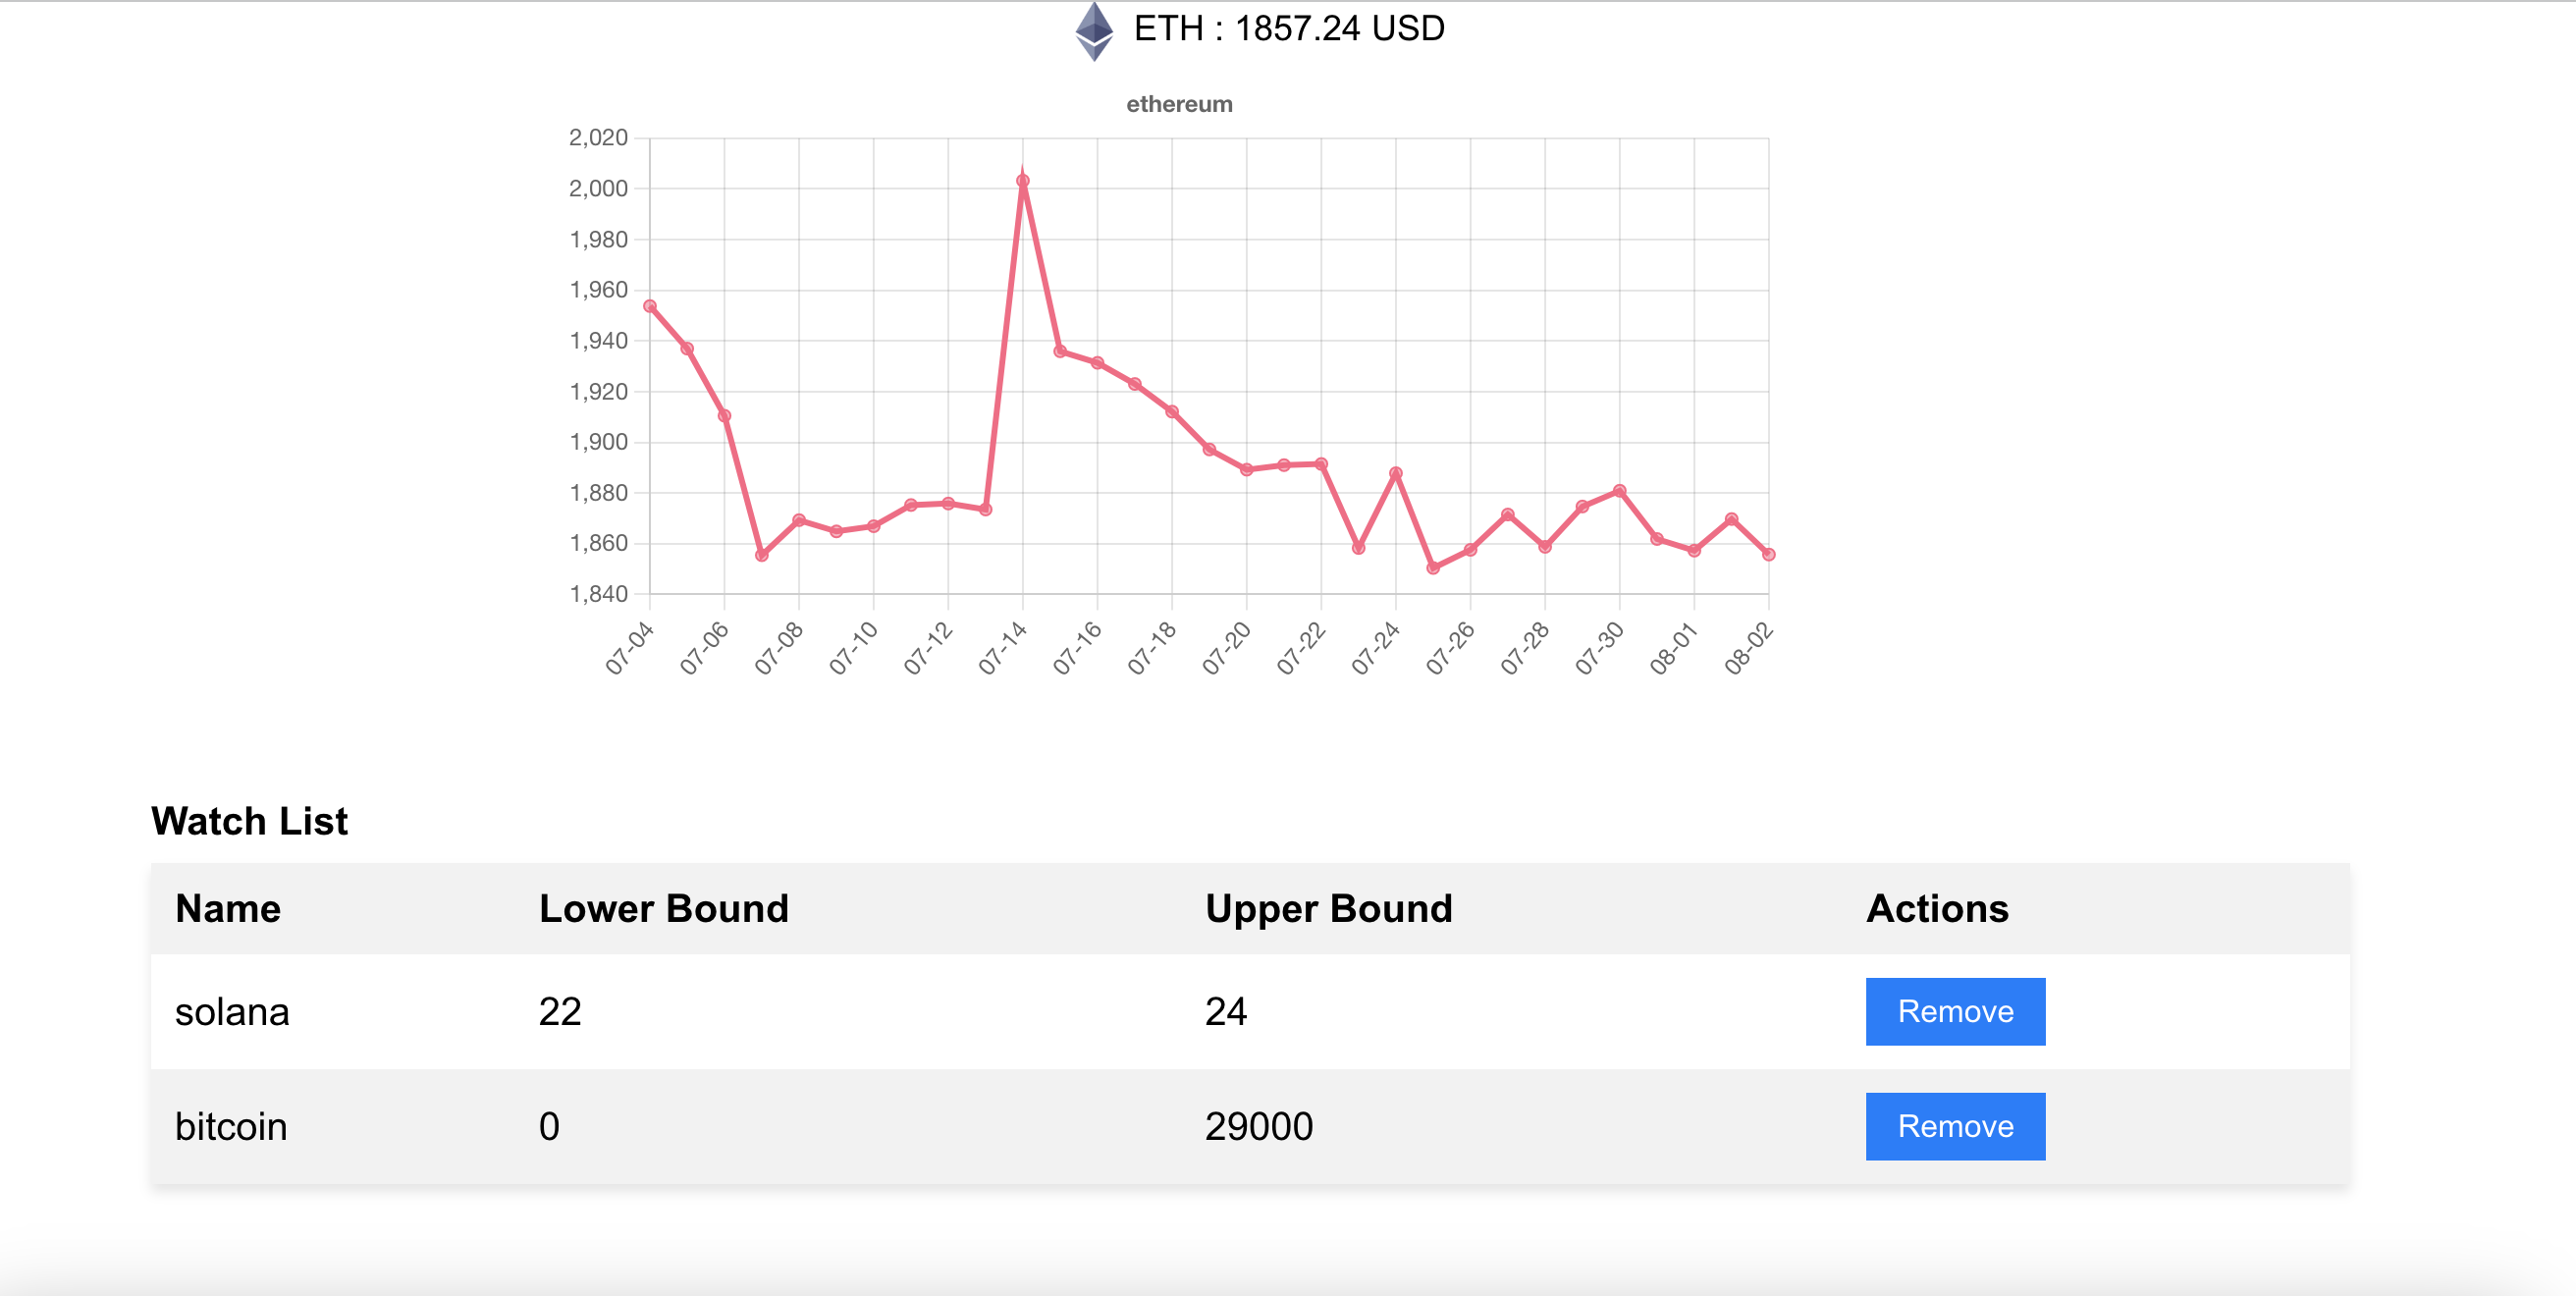 ETH : 1857.24 USD
ethereum
2,020
2,000
1,980
1,960
1,940
1,920
1,900
1,880
1,860
1,840
07-04 07-06 07-08 07-10 07-12 07-14 07-16 07-18 07-20 07-22 07-24 07-26 07-28 07-30 08-01 08-02
Watch List
Name Lower Bound Upper Bound Actions
solana 22 24 Remove
bitcoin 0 29000 Remove